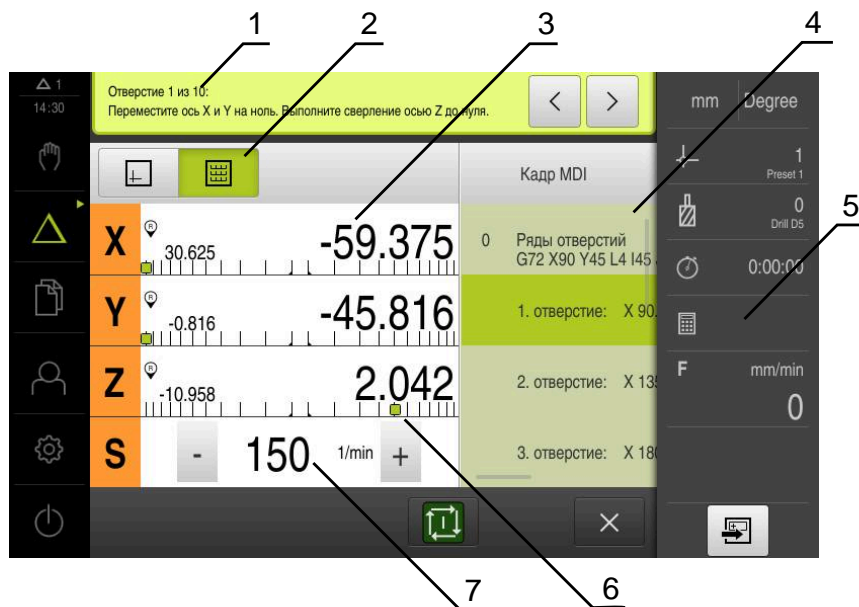 1 2 3 4
1
14:30
Отверстие 1 из 10:
Переместите ось X и Y на ноль. Выполните сверление осью Z до нуля.
< >
mm Degree
Кадр MDI
1
Preset 1
0
Drill D5
5
X R 30.625 -59.375
0 Ряды отверстий
G72 X90 Y45 L4 I45
0:00:00
Y R -0.816 -45.816
1. отверстие: X 90.
Z R -10.958 2.042
2. отверстие: X 135
F mm/min
0
S - 150 1/min +
3. отверстие: X 180
7 6